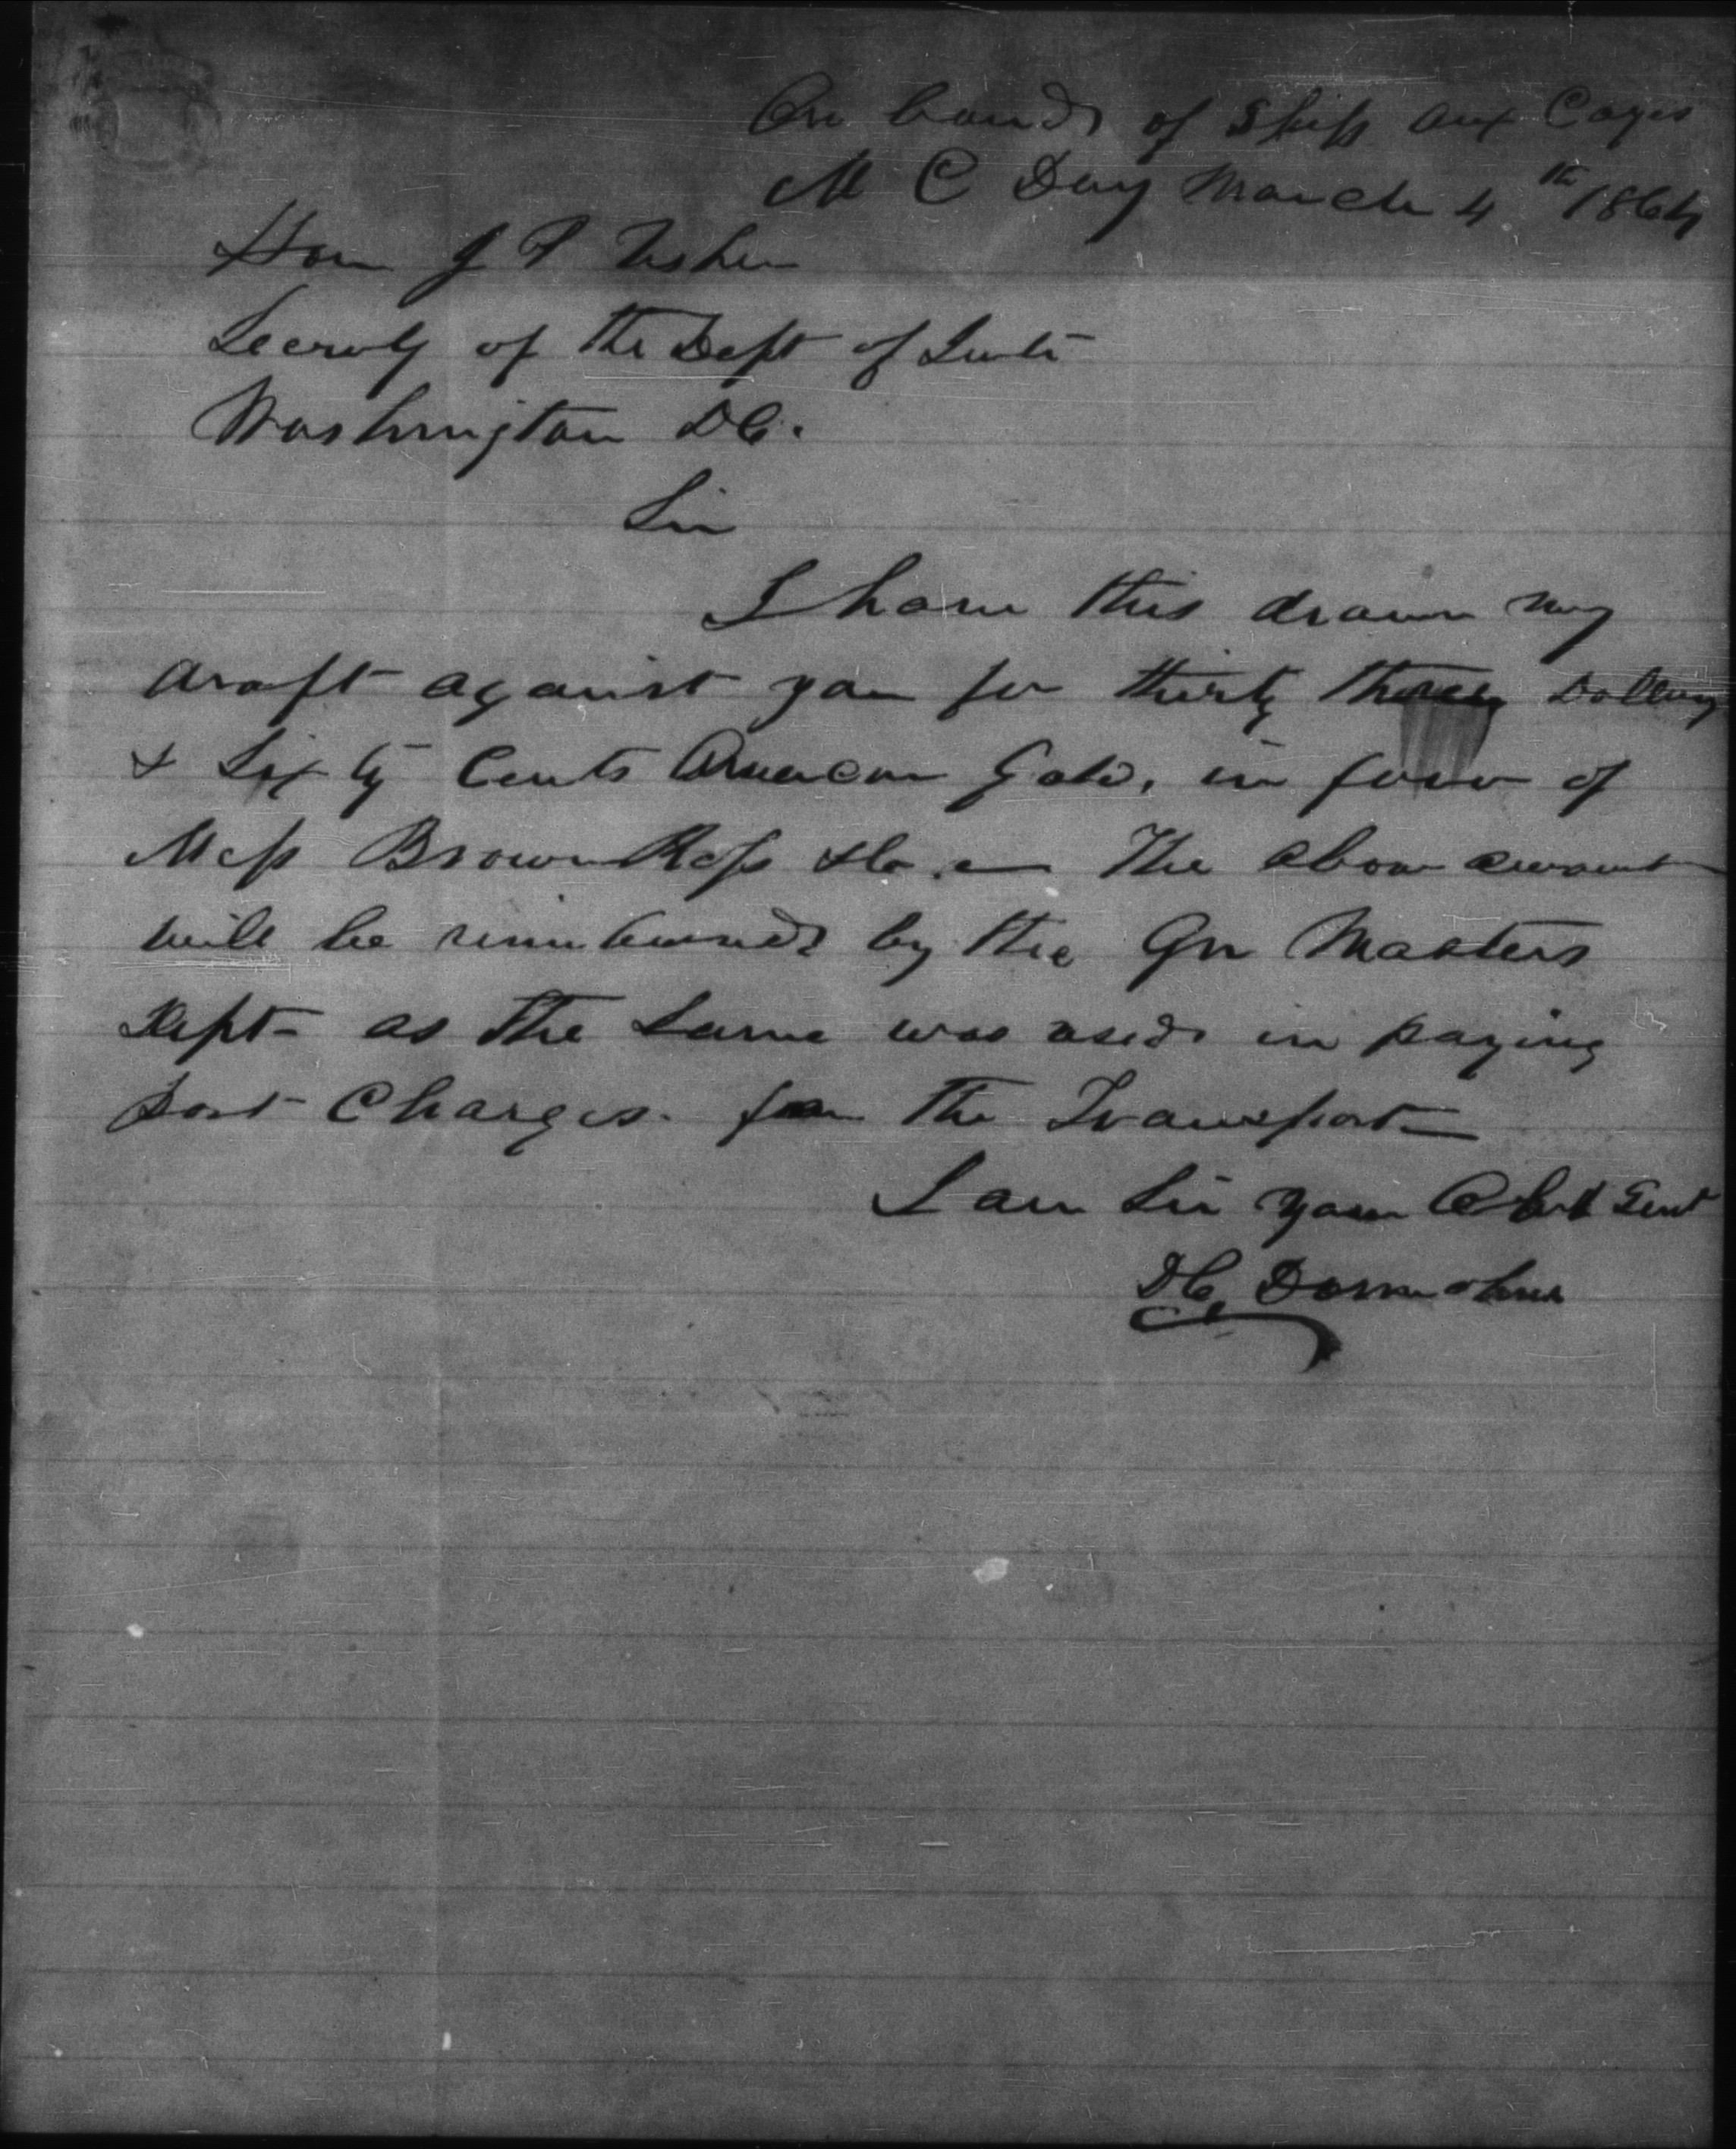 On board of Ship Aux Cayes
M C Day March 4th 1864
Hon J P Usher
Secrety of the Dept of Intr
Washington DC.
Sir
I have this drawn my
draft against you for thirty three Dollars
& Sixty Cents American Gold, in favor of
Mess Brown Ross & Co. The above amount
will be reimbursed by the Qr Masters
Dept as the same was used in paying
port Charges for the Transport
I am Sir your Obt Servt
DC Donnohue